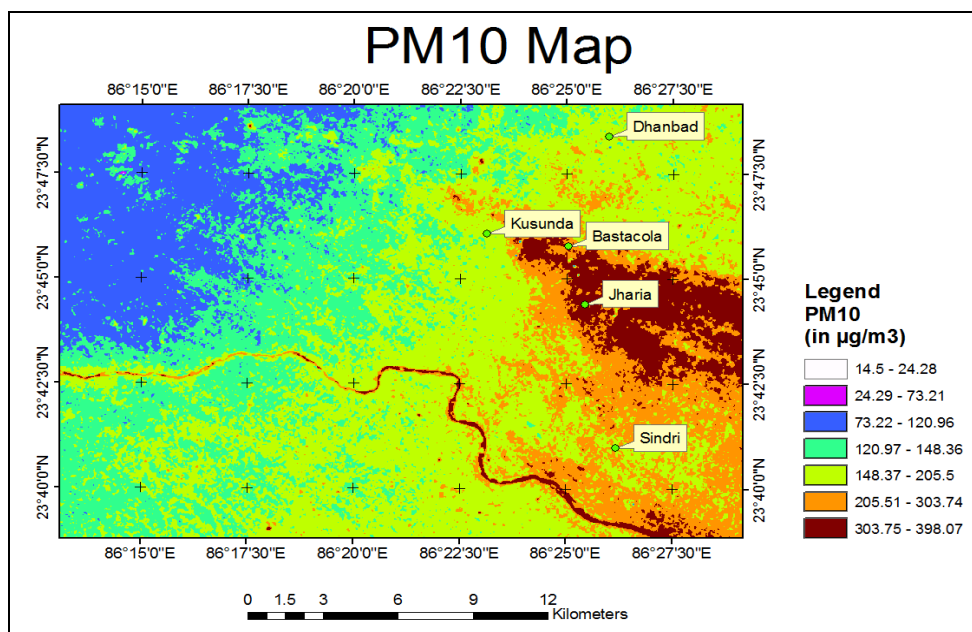 PM10 Map
86°15'0"E 86°17'30"E 86°20'0"E 86°22'30"E 86°25'0"E 86°27'30"E
Dhanbad
23°47'30"N 23°47'30"N
Kusunda
Bastacola
23°45'0"N 23°45'0"N
Jharia
23°42'30"N 23°42'30"N
Sindri
23°40'0"N 23°40'0"N
86°15'0"E 86°17'30"E 86°20'0"E 86°22'30"E 86°25'0"E 86°27'30"E
0 1.5 3 6 9 12
Kilometers
Legend
PM10
(in µg/m3)
14.5 - 24.28
24.29 - 73.21
73.22 - 120.96
120.97 - 148.36
148.37 - 205.5
205.51 - 303.74
303.75 - 398.07